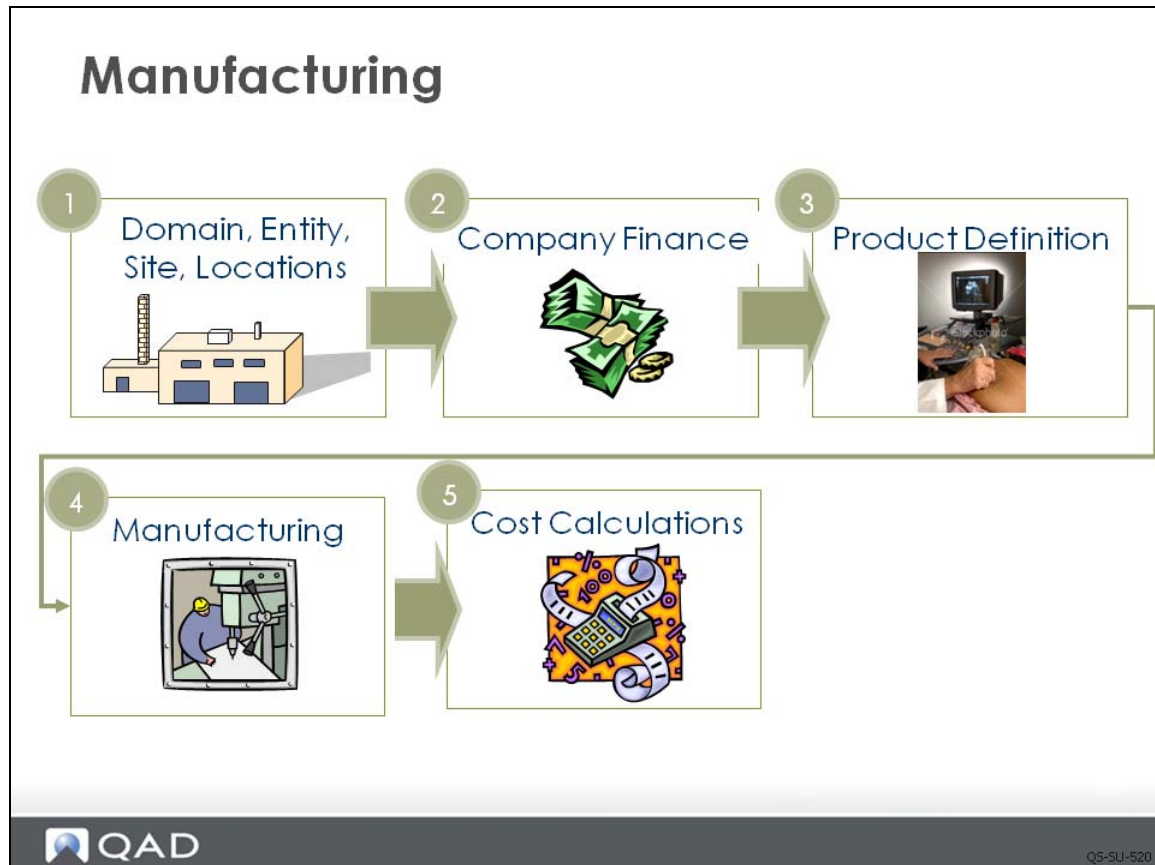 Manufacturing
1
Domain, Entity,
Site, Locations
2
Company Finance
3
Product Definition
iStockphoto
4
Manufacturing
5
Cost Calculations
QAD
QS-SU-520